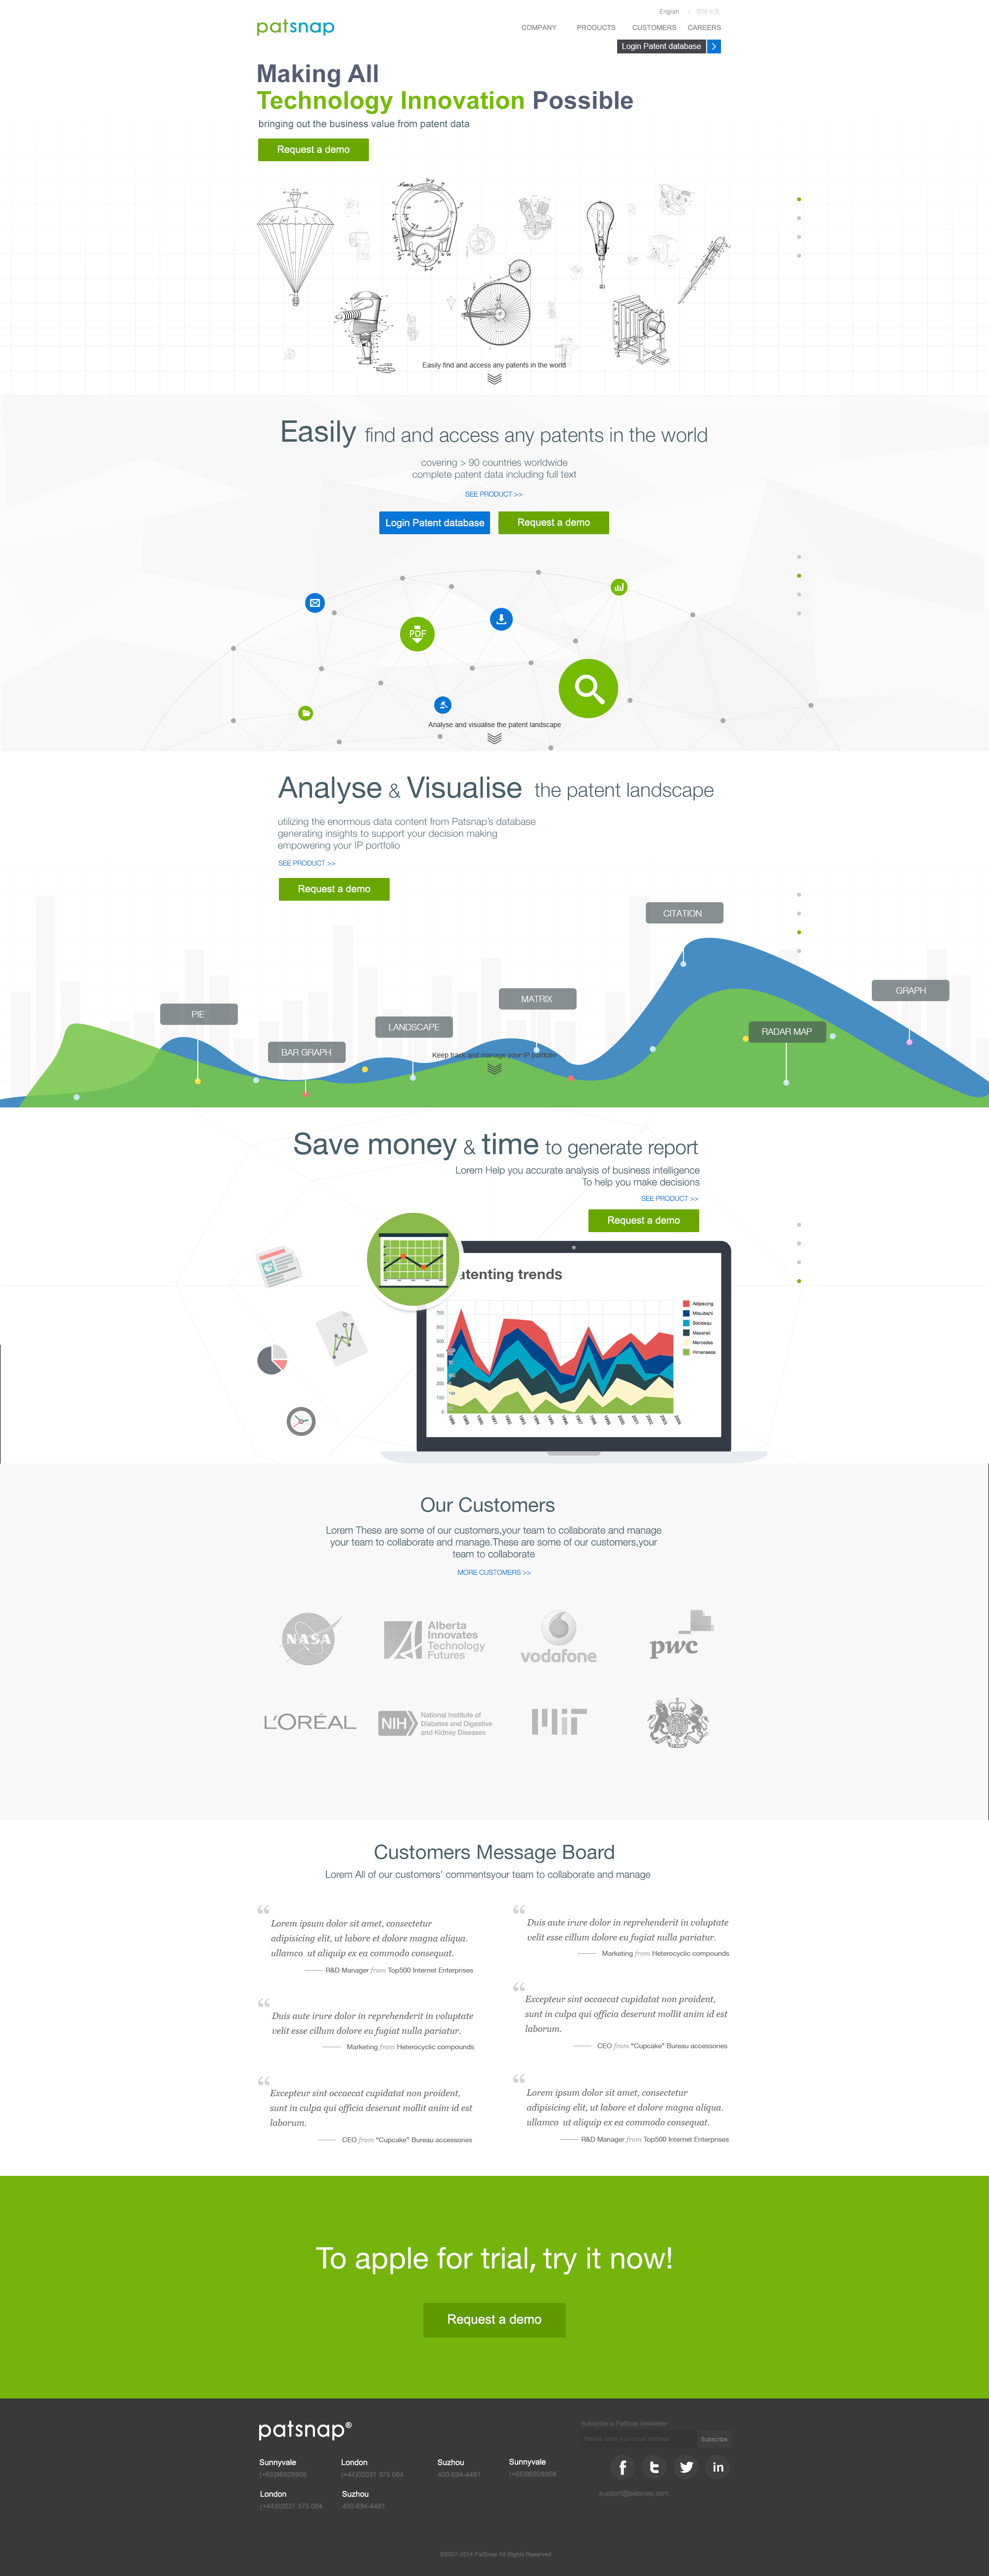 English | 简体中文
patsnap
COMPANY PRODUCTS CUSTOMERS CAREERS
Login Patent database
Making All
Technology Innovation Possible
bringing out the business value from patent data
Request a demo
Easily find and access any patents in the world
Easily find and access any patents in the world
covering > 90 countries worldwide
complete patent data including full text
SEE PRODUCT >>
Login Patent database
Request a demo
PDF
Analyse and visualise the patent landscape
Analyse & Visualise the patent landscape
utilizing the enormous data content from Patsnap's database
generating insights to support your decision making
empowering your IP portfolio
SEE PRODUCT >>
Request a demo
CITATION
GRAPH
MATRIX
PIE
LANDSCAPE
RADAR MAP
BAR GRAPH
Keep track and manage your IP portfolio
Save money & time to generate report
Lorem Help you accurate analysis of business intelligence
To help you make decisions
SEE PRODUCT >>
Request a demo
atenting trends
Adipiscing
Mitsubishi
Sociosqu
Maserati
Mercedes
Himenaeos
700
600
500
400
300
200
100
0
Our Customers
Lorem These are some of our customers,your team to collaborate and manage
your team to collaborate and manage.These are some of our customers,your
team to collaborate
MORE CUSTOMERS >>
NASA
Alberta
Innovates
Technology
Futures
vodafone
pwc
L'ORÉAL
NIH
National Institute of
Diabetes and Digestive
and Kidney Diseases
MIT
Customers Message Board
Lorem All of our customers' commentsyour team to collaborate and manage
“
Lorem ipsum dolor sit amet, consectetur
adipisicing elit, ut labore et dolore magna aliqua.
ullamco ut aliquip ex ea commodo consequat.
—— R&D Manager from Top500 Internet Enterprises
“
Duis aute irure dolor in reprehenderit in voluptate
velit esse cillum dolore eu fugiat nulla pariatur.
—— Marketing from Heterocyclic compounds
“
Duis aute irure dolor in reprehenderit in voluptate
velit esse cillum dolore eu fugiat nulla pariatur.
—— Marketing from Heterocyclic compounds
“
Excepteur sint occaecat cupidatat non proident,
sunt in culpa qui officia deserunt mollit anim id est
laborum.
—— CEO from “Cupcake” Bureau accessories
“
Excepteur sint occaecat cupidatat non proident,
sunt in culpa qui officia deserunt mollit anim id est
laborum.
—— CEO from “Cupcake” Bureau accessories
“
Lorem ipsum dolor sit amet, consectetur
adipisicing elit, ut labore et dolore magna aliqua.
ullamco ut aliquip ex ea commodo consequat.
—— R&D Manager from Top500 Internet Enterprises
To apple for trial, try it now!
Request a demo
patsnap®
Subscribe to PatSnap newsletter
Please enter your email address
Subscribe
Sunnyvale London Suzhou Sunnyvale
(+65)96928908 (+44)02031 375 084 400-694-4481 (+65)96928908
London Suzhou
(+44)02031 375 084 400-694-4481
support@patsnap.com
©2007-2014 PatSnap All Rights Reserved